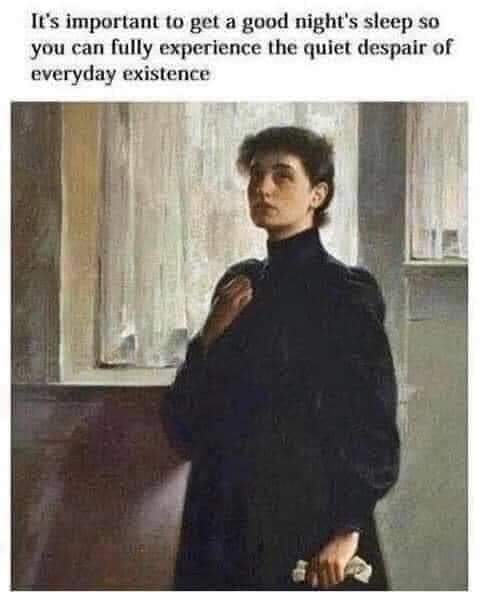 It's important to get a good night's sleep so
you can fully experience the quiet despair of
everyday existence